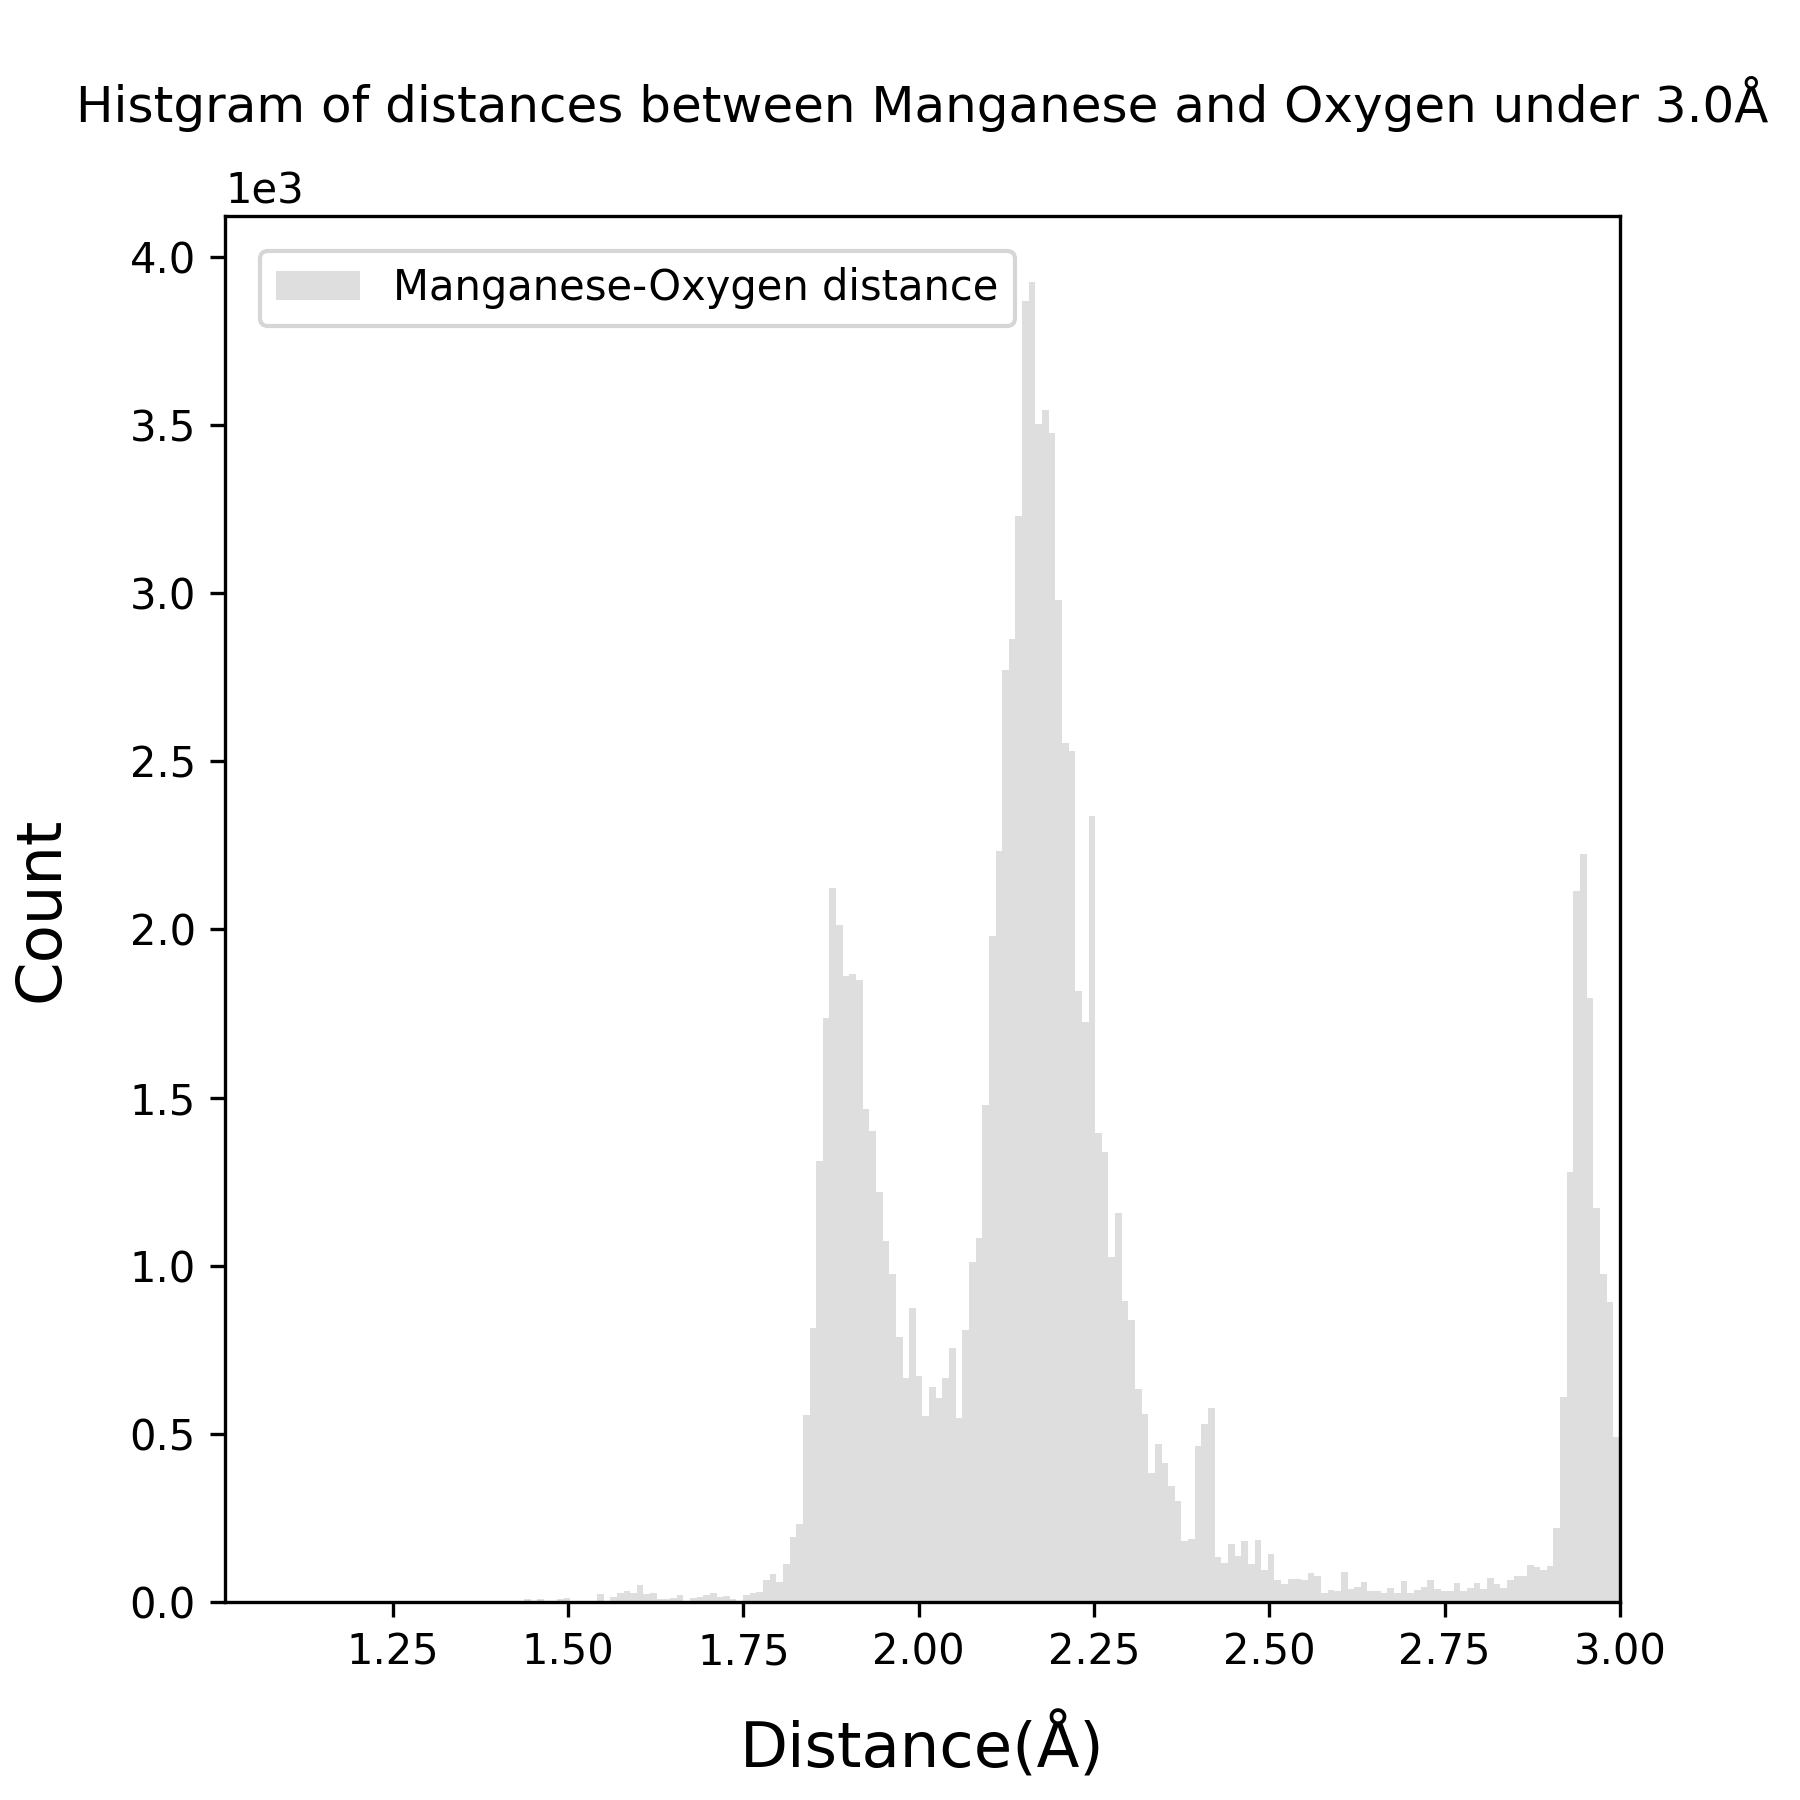 Histgram of distances between Manganese and Oxygen under 3.0Å
1e3
4.0
3.5
3.0
2.5
2.0
1.5
1.0
0.5
0.0
Manganese-Oxygen distance
Count
1.25 1.50 1.75 2.00 2.25 2.50 2.75 3.00
Distance(Å)